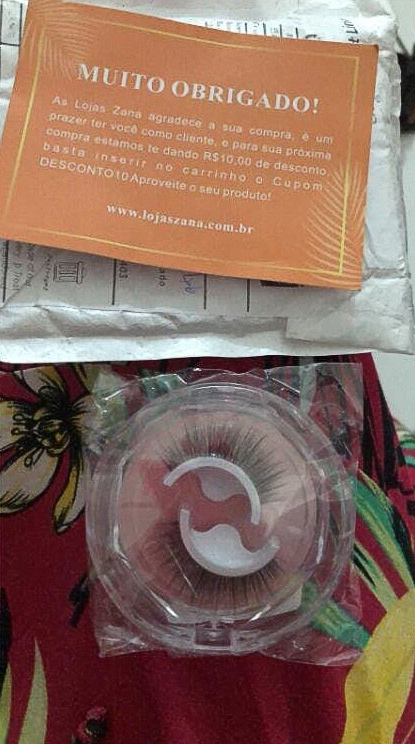 MUITO OBRIGADO!
As Lojas Zana agradece a sua compra, é um
prazer ter você como cliente, e para sua próxima
compra estamos te dando R$10,00 de desconto,
basta inserir no carrinho o Cupom
DESCONTO10 Aproveite o seu produto!
www.lojaszana.com.br